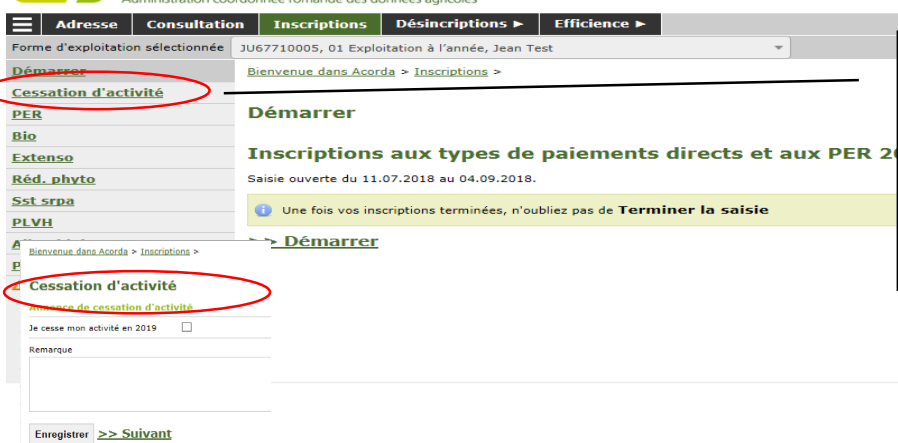 Administration coordonnée romande des données agricoles
Adresse Consultation Inscriptions Désincriptions ► Efficience ►
Forme d'exploitation sélectionnée JU67710005, 01 Exploitation à l'année, Jean Test
Démarrer
Cessation d'activité
PER
Bio
Extenso
Réd. phyto
Sst srpa
PLVH
Bienvenue dans Acorda > Inscriptions >
Démarrer
Inscriptions aux types de paiements directs et aux PER
Saisie ouverte du 11.07.2018 au 04.09.2018.
Une fois vos inscriptions terminées, n'oubliez pas de Terminer la saisie
>> Démarrer
Bienvenue dans Acorda > Inscriptions >
Cessation d'activité
Annonce de cessation d'activité
Je cesse mon activité en 2019
Remarque
Enregistrer >> Suivant